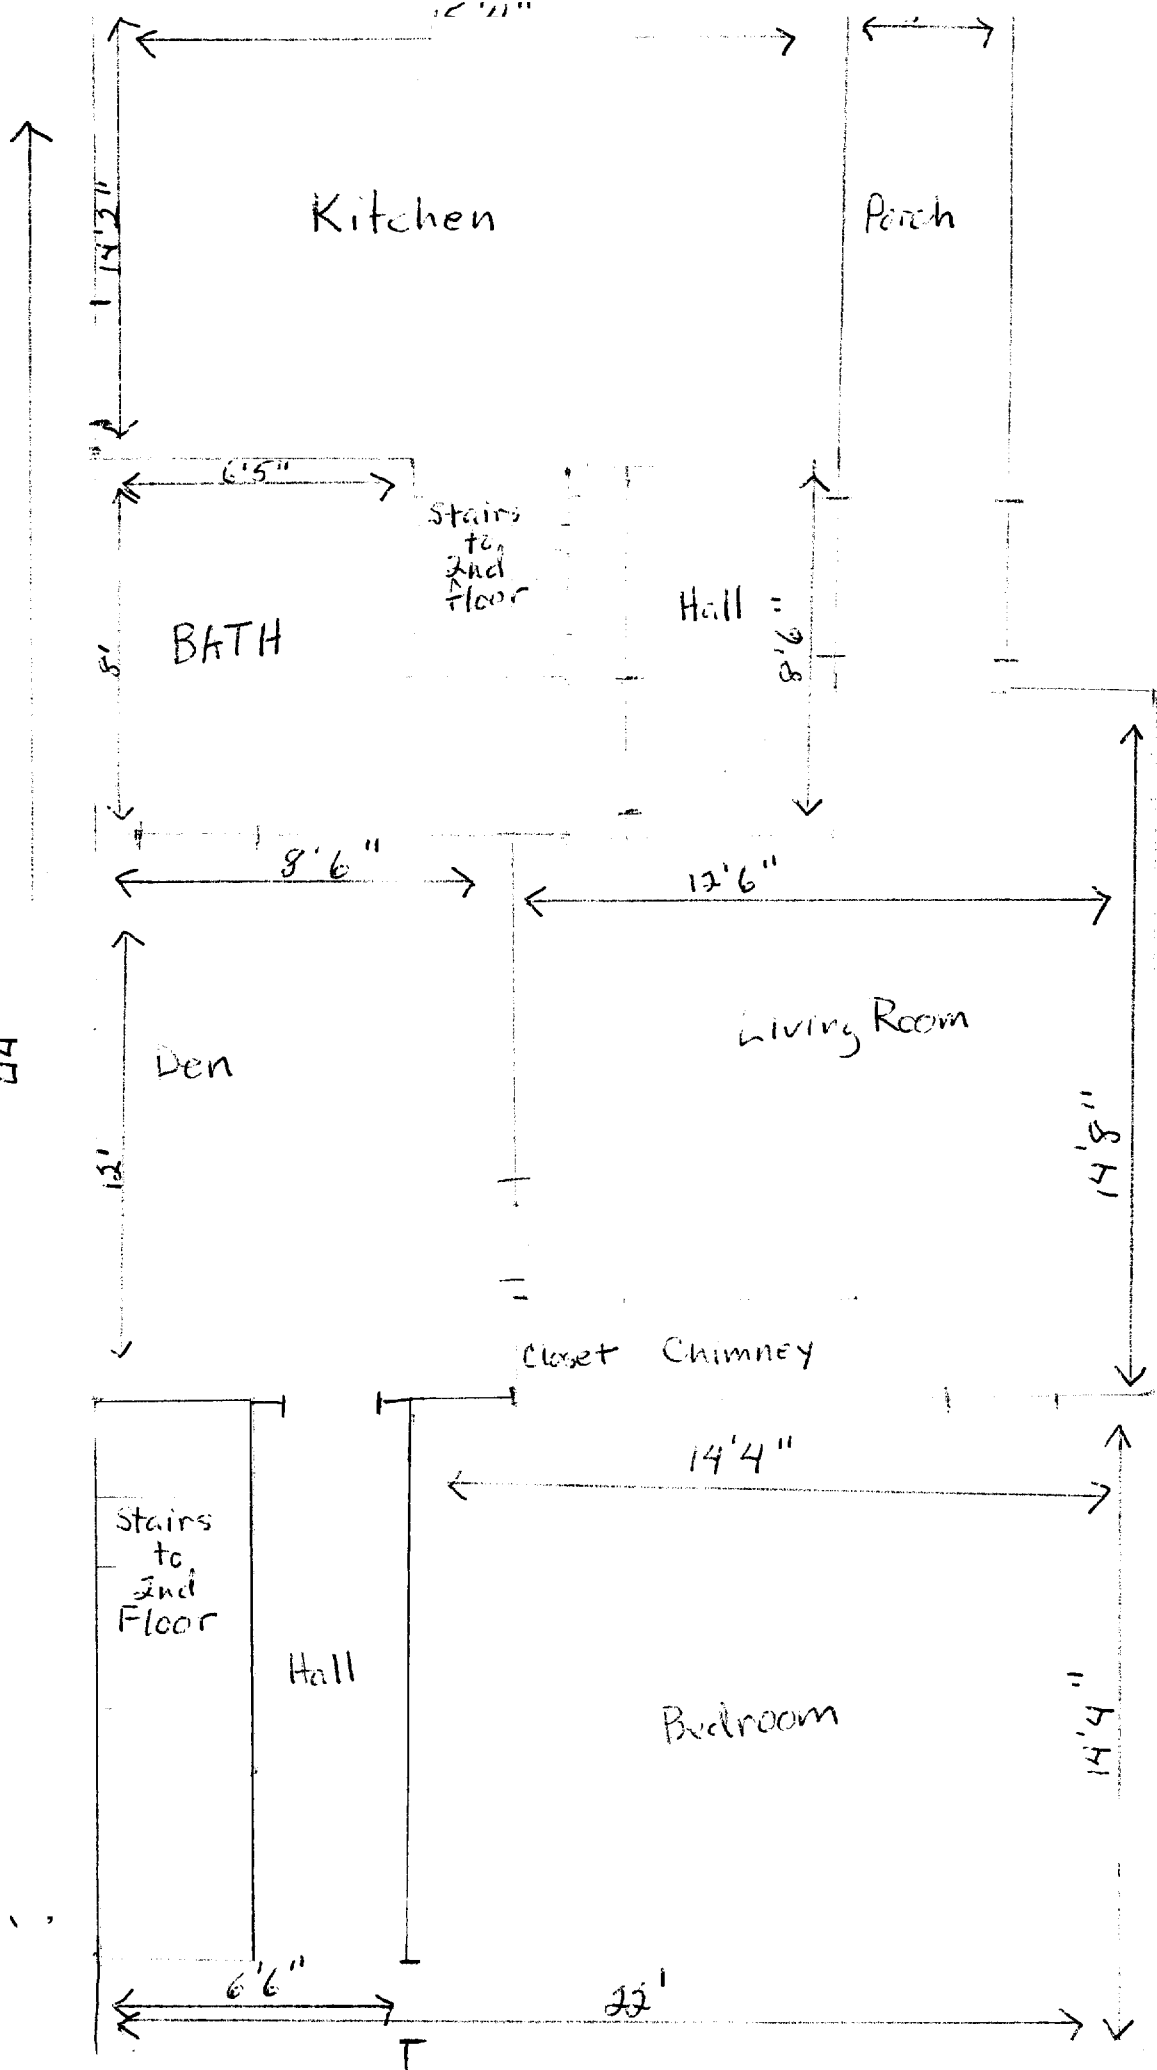 Kitchen
Porch
14'2"
6'5"
Stairs
to
2nd
floor
Hall
8'6"
BATH
8'
8'6"
12'6"
Living Room
Den
12'
14'8"
Closet Chimney
14'4"
Stairs
to
2nd
Floor
Hall
Bedroom
14'4"
6'6"
22'